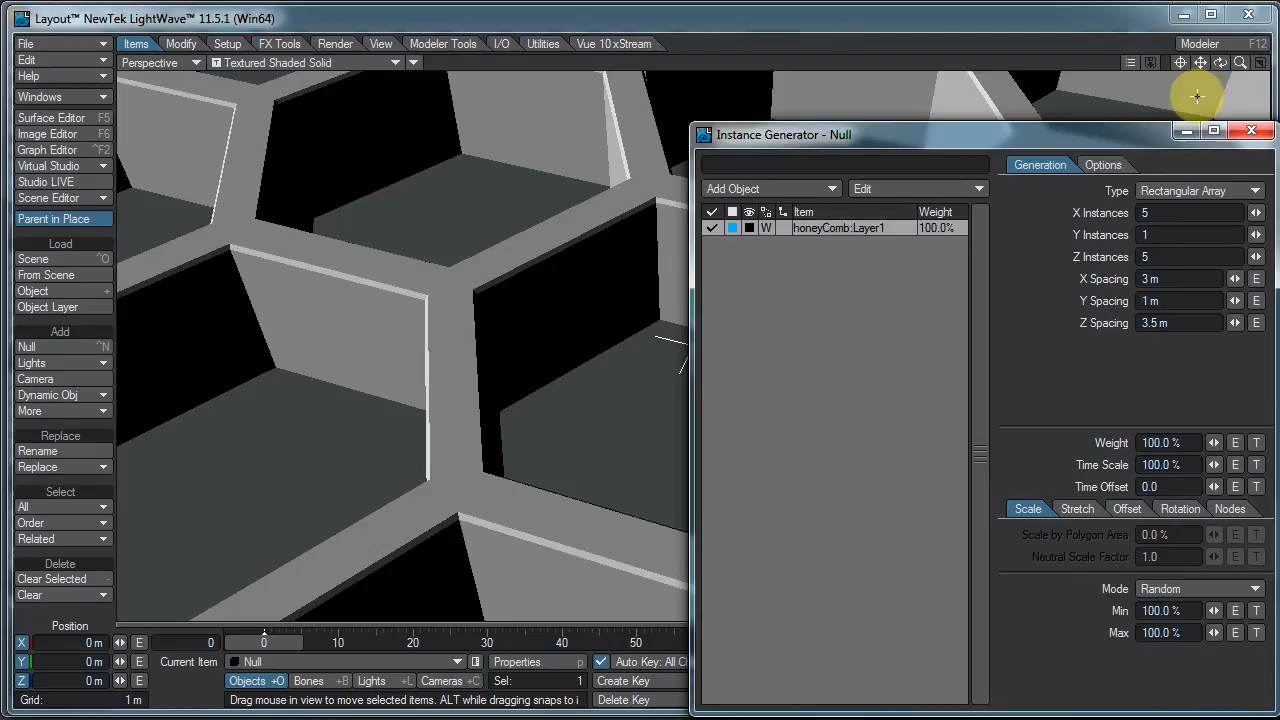 Layout™ NewTek LightWave™ 11.5.1 (Win64)
File Items Modify Setup FX Tools Render View Modeler Tools I/O Utilities Vue 10 xStream Modeler F12
Edit Perspective Textured Shaded Solid
Help
Windows
Surface Editor F5
Image Editor F6
Graph Editor ^F2
Virtual Studio
Studio LIVE
Scene Editor
Parent in Place
Load
Scene ^O
From Scene
Object +
Object Layer
Add
Null ^N
Lights
Camera
Dynamic Obj
More
Replace
Rename
Replace
Select
All
Order
Related
Delete
Clear Selected -
Clear
Position
X 0 m E 0 0 10 20 30 40 50
Y 0 m E Current Item Null Properties p Auto Key: All Ch
Z 0 m E Objects +O Bones +B Lights +L Cameras +C Sel: 1 Create Key
Grid: 1 m Drag mouse in view to move selected items. ALT while dragging snaps to i Delete Key
Instance Generator - Null
Generation Options
Add Object Edit
Type Rectangular Array
Item Weight
W honeyComb:Layer1 100.0%
X Instances 5
Y Instances 1
Z Instances 5
X Spacing 3 m E
Y Spacing 1 m E
Z Spacing 3.5 m E
Weight 100.0 % E T
Time Scale 100.0 % E T
Time Offset 0.0 E T
Scale Stretch Offset Rotation Nodes
Scale by Polygon Area 0.0 % E T
Neutral Scale Factor 1.0 E T
Mode Random
Min 100.0 % E T
Max 100.0 % E T